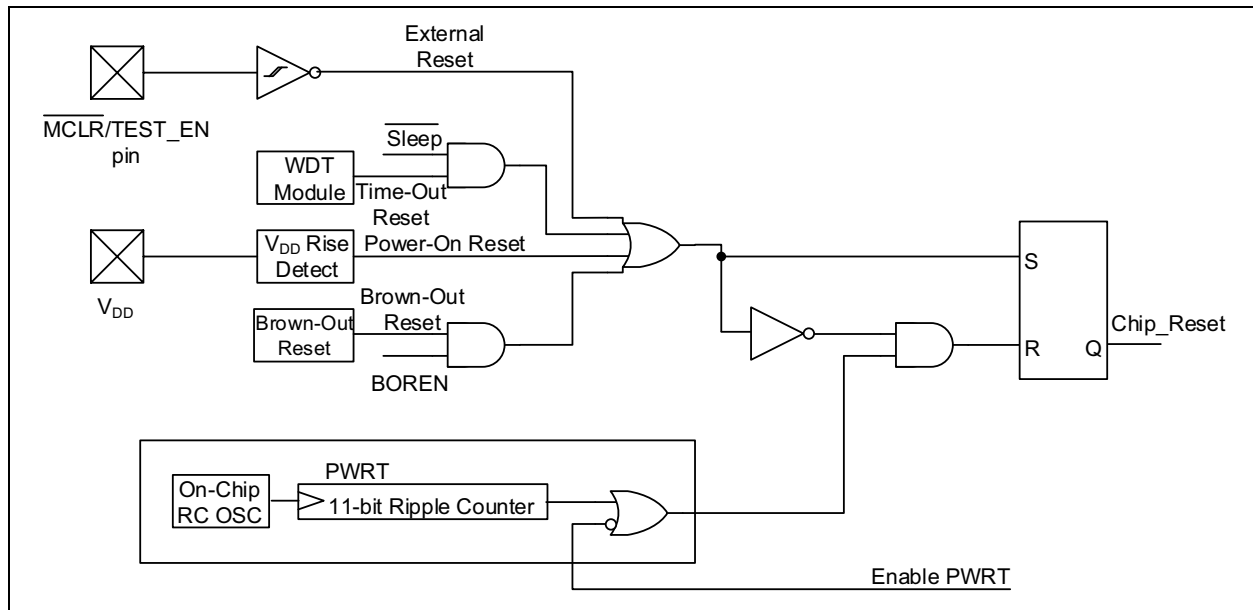 External
Reset
MCLR/TEST_EN
pin
Sleep
WDT
Module
Time-Out
Reset
VDD Rise
Detect
Power-On Reset
VDD
Brown-Out
Reset
Brown-Out
Reset
BOREN
S
R
Q
Chip_Reset
PWRT
On-Chip
RC OSC
11-bit Ripple Counter
Enable PWRT